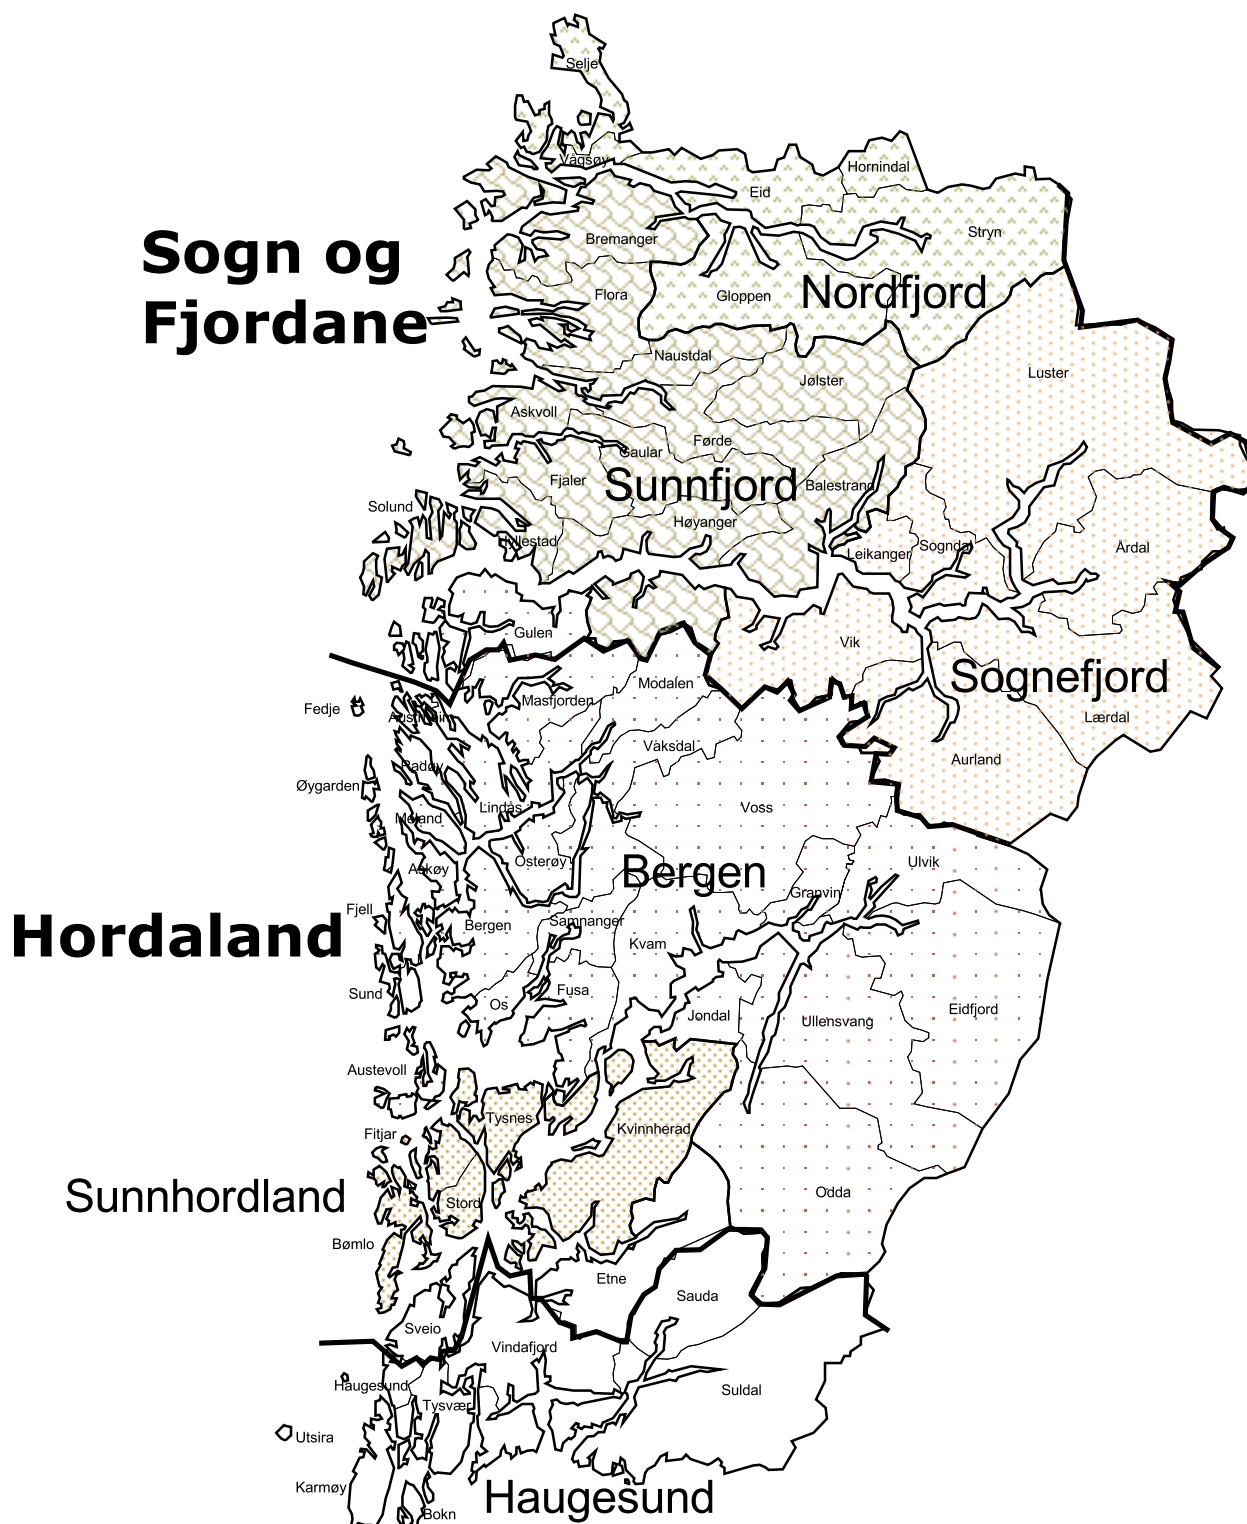 Selje
Vågsøy
Hornindal
Eid
Stryn
Sogn og
Fjordane
Bremanger
Flora
Gloppen
Nordfjord
Naustdal
Jølster
Luster
Askvoll
Førde
Gaular
Fjaler
Sunnfjord
Balestrand
Solund
Høyanger
Hyllestad
Leikanger
Sogndal
Årdal
Gulen
Vik
Sognefjord
Modalen
Masfjorden
Fedje
Austrheim
Lærdal
Vaksdal
Aurland
Radøy
Øygarden
Lindås
Voss
Meland
Osterøy
Ulvik
Askøy
Bergen
Granvin
Fjell
Hordaland
Bergen
Samnanger
Kvam
Sund
Fusa
Os
Jondal
Ullensvang
Eidfjord
Austevoll
Tysnes
Fitjar
Kvinnherad
Sunnhordland
Stord
Odda
Bømlo
Etne
Sauda
Sveio
Vindafjord
Haugesund
Suldal
Tysvær
Utsira
Karmøy
Haugesund
Bokn